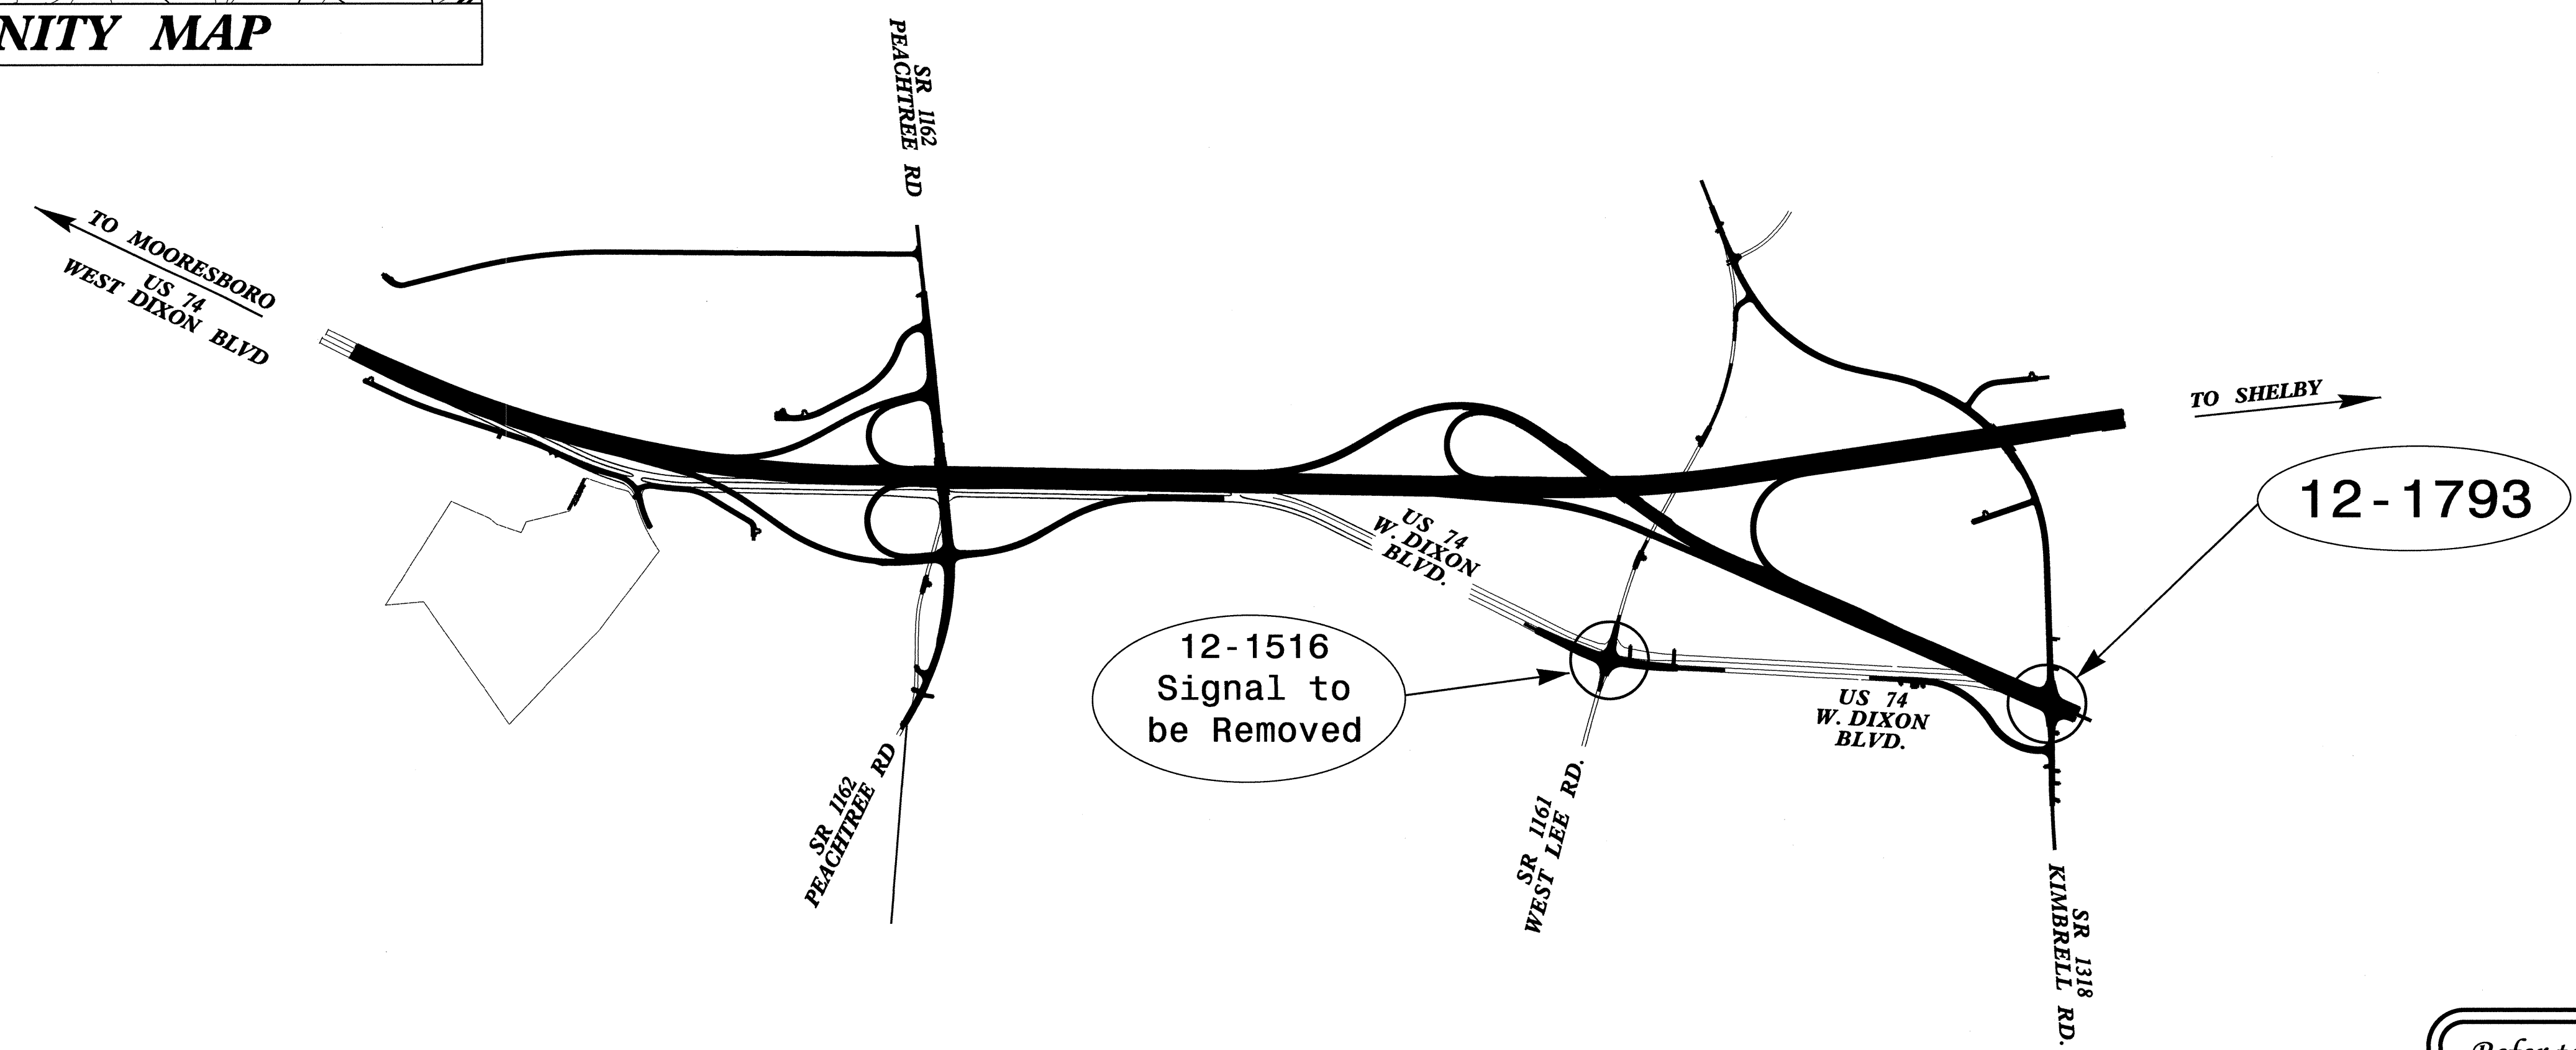 NITY MAP
SR 1162
PEACHTREE RD
TO MOORESBORO
US 74
WEST DIXON BLVD
TO SHELBY
12-1793
US 74
W. DIXON
BLVD.
12-1516
Signal to
be Removed
US 74
W. DIXON
BLVD.
SR 1162
PEACHTREE RD
SR 1161
WEST LEE RD.
SR 1318
KIMBRELL RD.